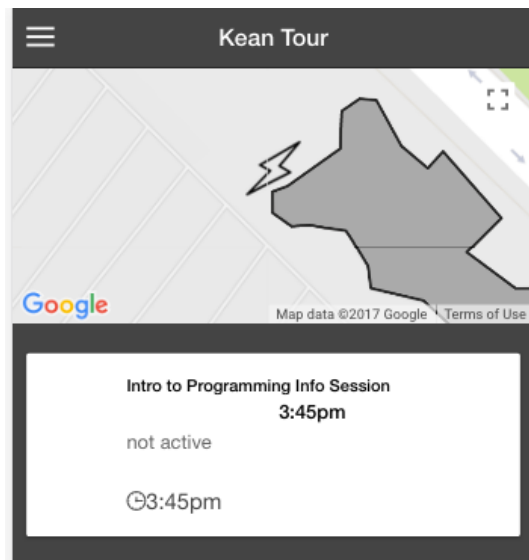 Kean Tour
Google
Map data ©2017 Google
Terms of Use
Intro to Programming Info Session
3:45pm
not active
3:45pm